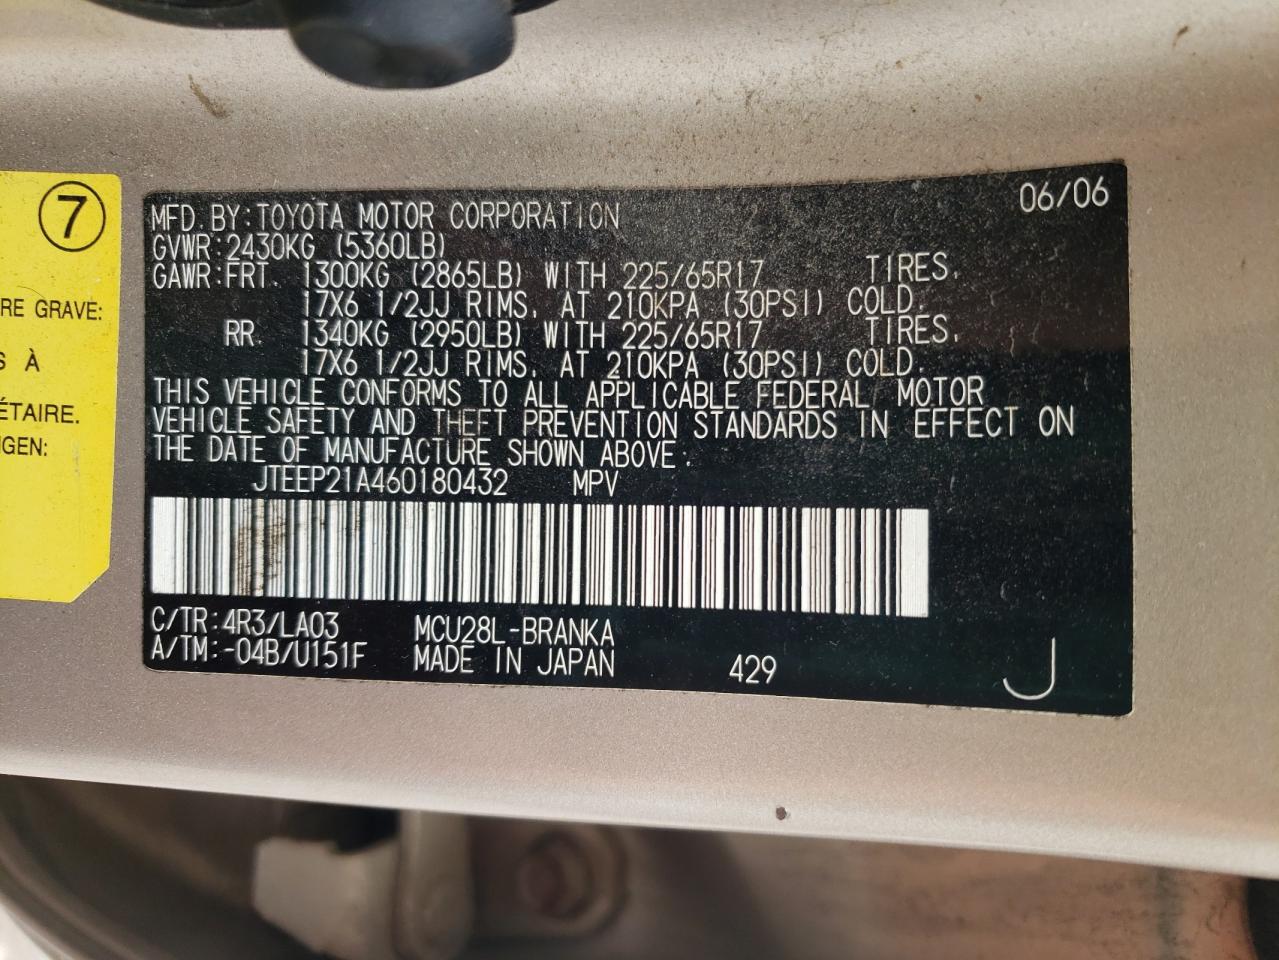 7
RE GRAVE:
S À
ÉTAIRE.
NGEN:
06/06
MFD. BY: TOYOTA MOTOR CORPORATION
GVWR: 2430KG (5360LB)
GAWR: FRT. 1300KG (2865LB) WITH 225/65R17 TIRES.
17X6 1/2JJ RIMS. AT 210KPA (30PSI) COLD.
RR. 1340KG (2950LB) WITH 225/65R17 TIRES.
17X6 1/2JJ RIMS. AT 210KPA (30PSI) COLD.
THIS VEHICLE CONFORMS TO ALL APPLICABLE FEDERAL MOTOR
VEHICLE SAFETY AND THEFT PREVENTION STANDARDS IN EFFECT ON
THE DATE OF MANUFACTURE SHOWN ABOVE.
JTEEP21A460180432 MPV
C/TR: 4R3/LA03 MCU28L-BRANKA
A/TM: -04B/U151F MADE IN JAPAN 429 J